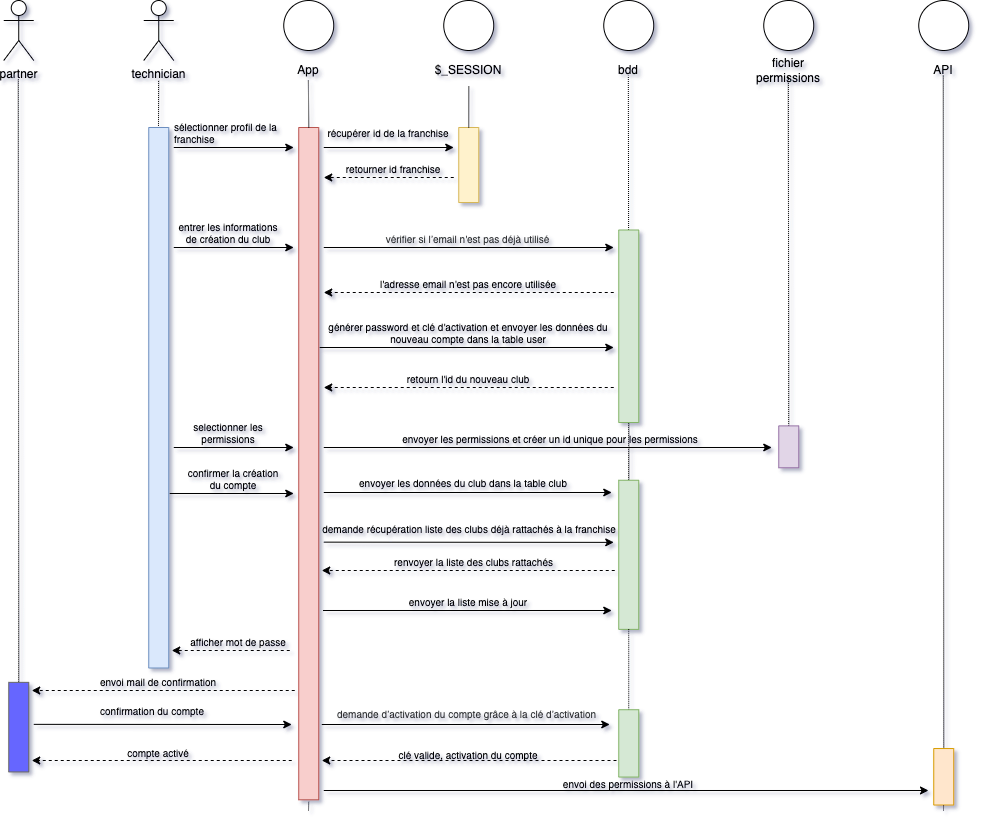 partner
technician
App
$_SESSION
bdd
fichier
permissions
API
sélectionner profil de la
franchise
récupérer id de la franchise
retourner id franchise
entrer les informations
de création du club
vérifier si l'email n'est pas déjà utilisé
l'adresse email n'est pas encore utilisée
générer password et clé d'activation et envoyer les données du
nouveau compte dans la table user
retourn l'id du nouveau club
selectionner les
permissions
envoyer les permissions et créer un id unique pour les permissions
confirmer la création
du compte
envoyer les données du club dans la table club
demande récupération liste des clubs déjà rattachés à la franchise
renvoyer la liste des clubs rattachés
envoyer la liste mise à jour
afficher mot de passe
envoi mail de confirmation
confirmation du compte
demande d'activation du compte grâce à la clé d'activation
compte activé
clé valide, activation du compte
envoi des permissions à l'API